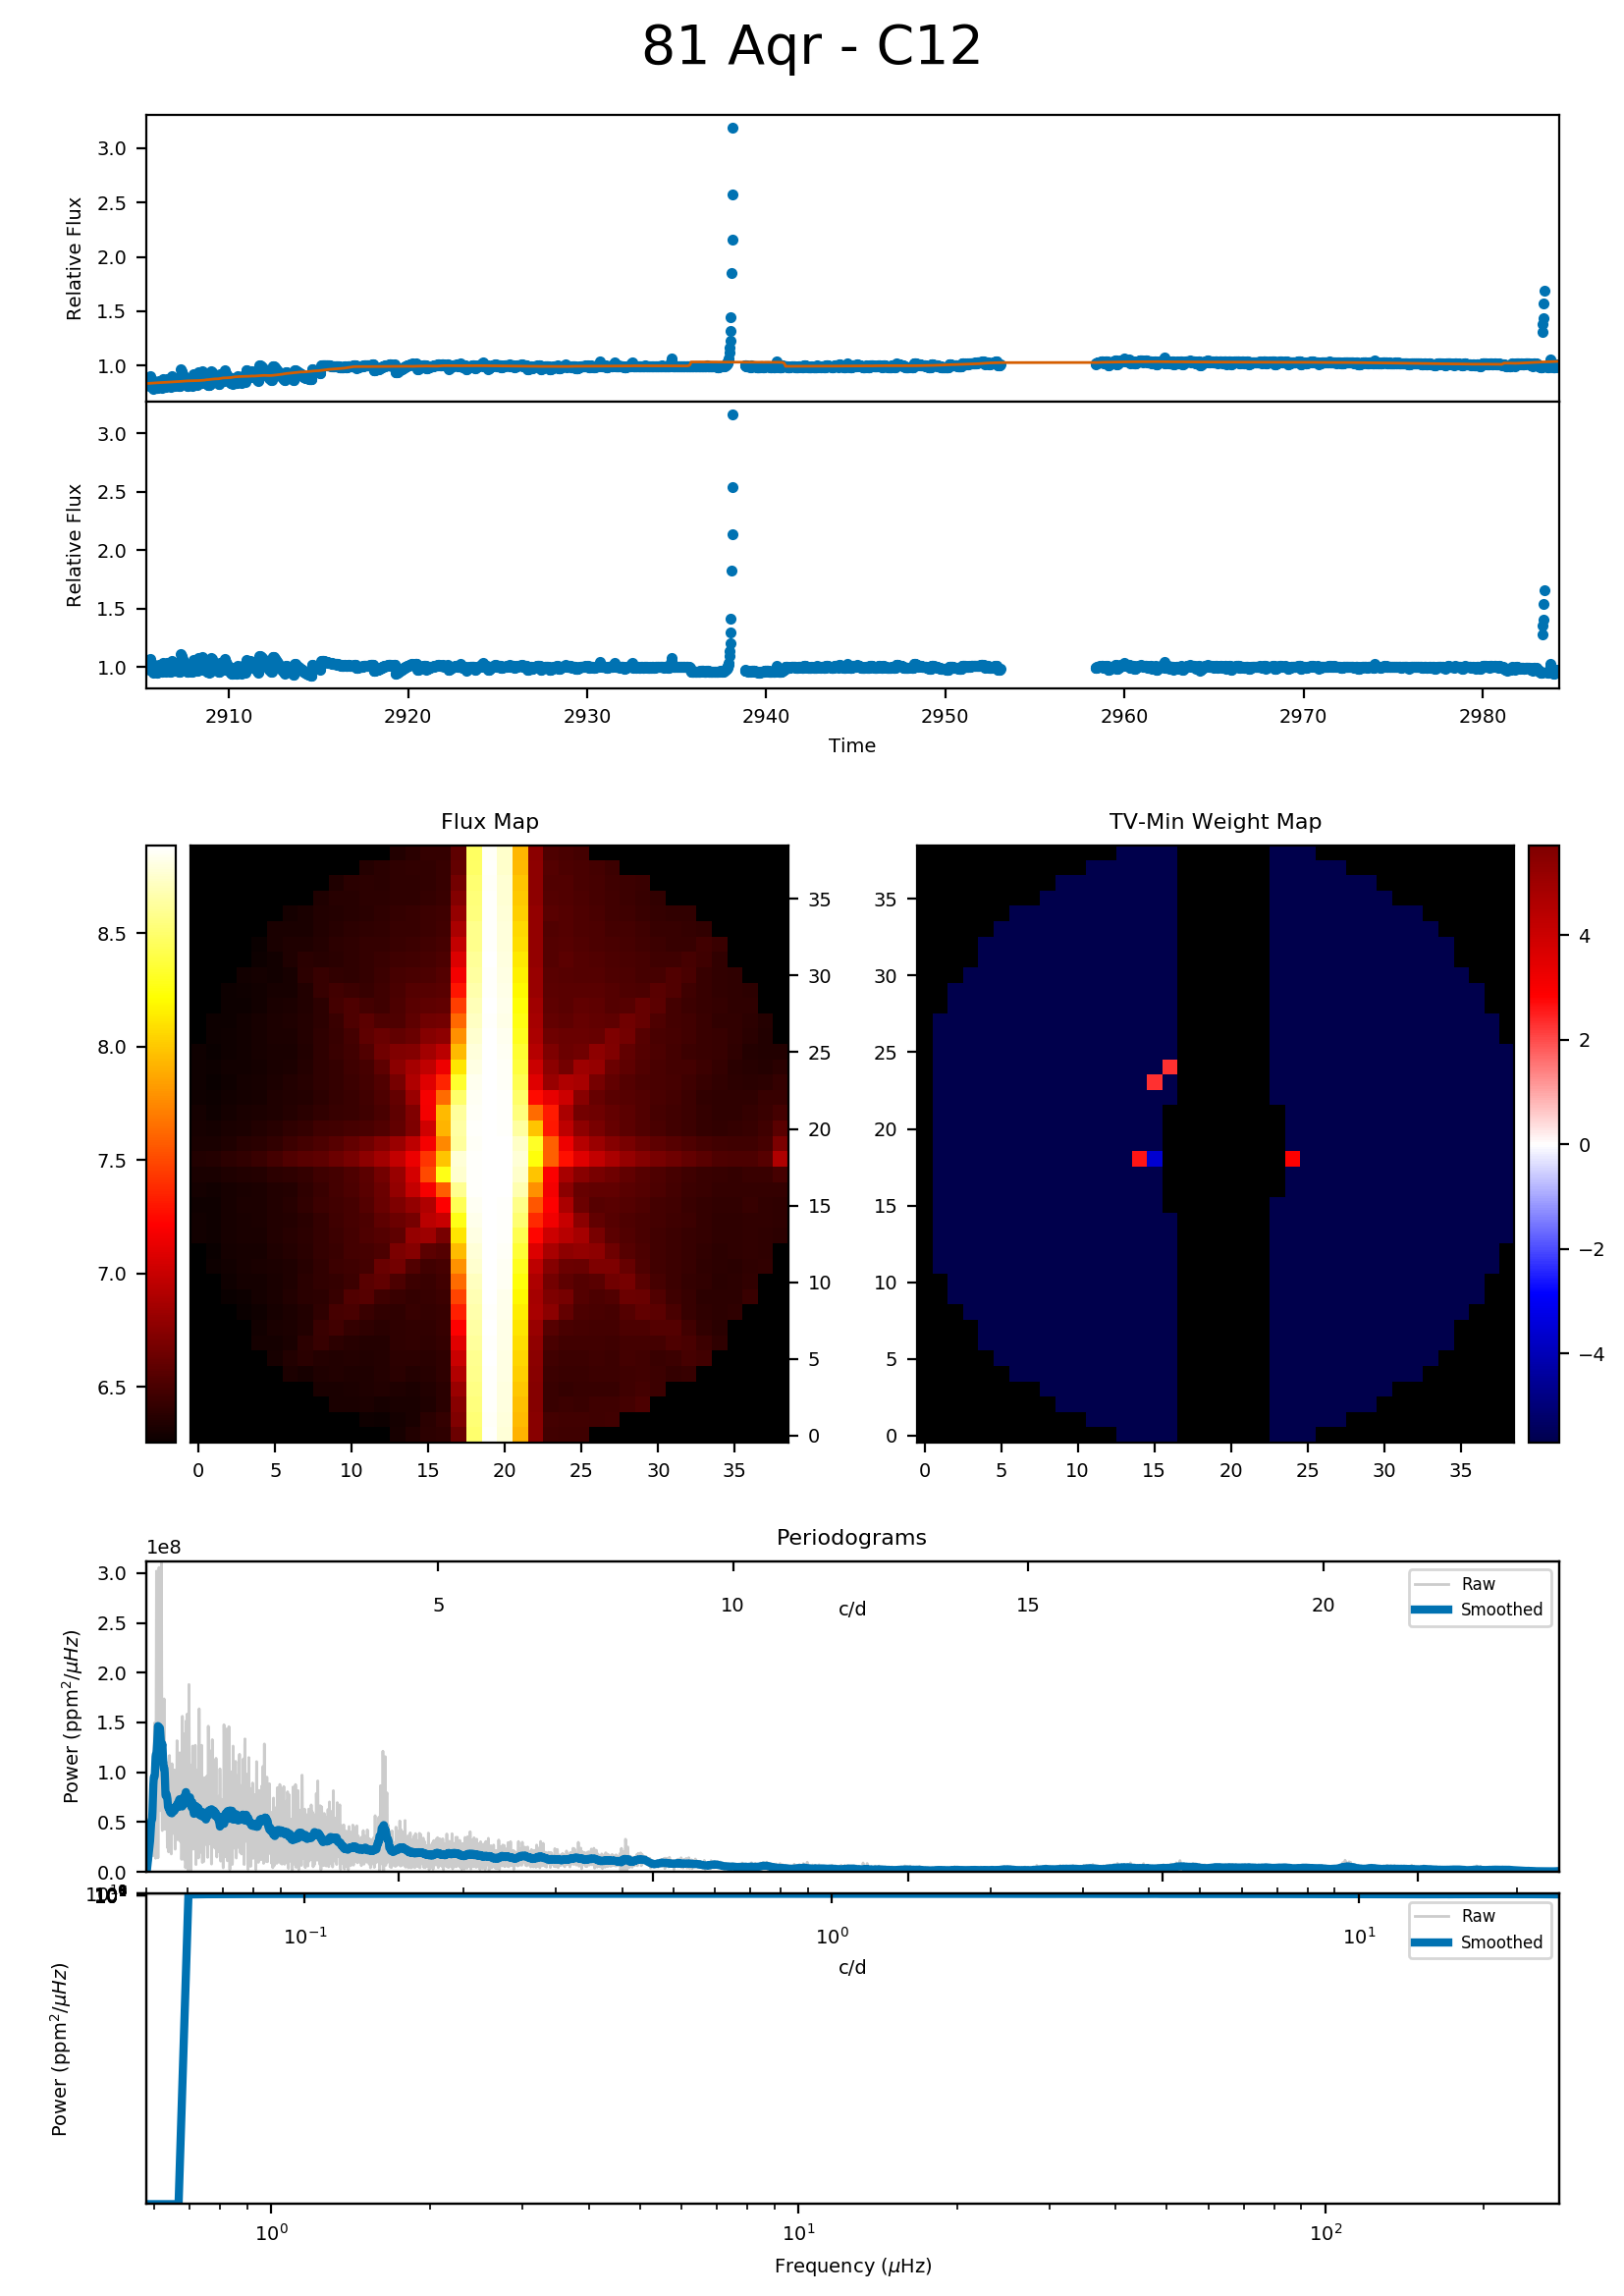 81 Aqr - C12
3.0
2.5
2.0
1.5
1.0
Relative Flux
3.0
2.5
2.0
1.5
1.0
Relative Flux
2910 2920 2930 2940 2950 2960 2970 2980
Time
Flux Map
8.5
8.0
7.5
7.0
6.5
35
30
25
20
15
10
5
0
0 5 10 15 20 25 30 35
TV-Min Weight Map
35
30
25
20
15
10
5
0
0 5 10 15 20 25 30 35
4
2
0
−2
−4
Periodograms
1e8
3.0
2.5
2.0
1.5
1.0
0.5
0.0
Power (ppm²/μHz)
5 10 15 20
c/d
Raw
Smoothed
10⁻¹ 10⁰ 10¹
c/d
Raw
Smoothed
Power (ppm²/μHz)
10⁰ 10¹ 10²
Frequency (μHz)